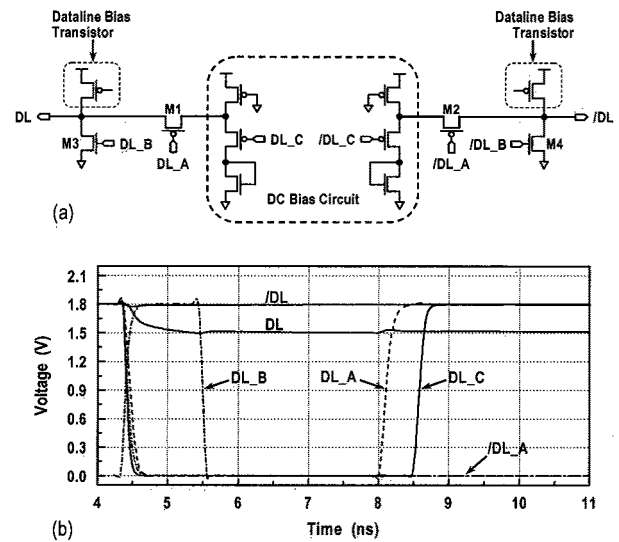 Dataline Bias
Transistor
Dataline Bias
Transistor
DL
M1
M2
/DL
M3
DL_B
DL_A
DL_C
/DL_C
/DL_A
/DL_B
M4
DC Bias Circuit
(a)
2.1
1.8
1.5
1.2
0.9
0.6
0.3
0.0
Voltage (V)
/DL
DL
DL_B
DL_A
DL_C
/DL_A
4 5 6 7 8 9 10 11
Time (ns)
(b)